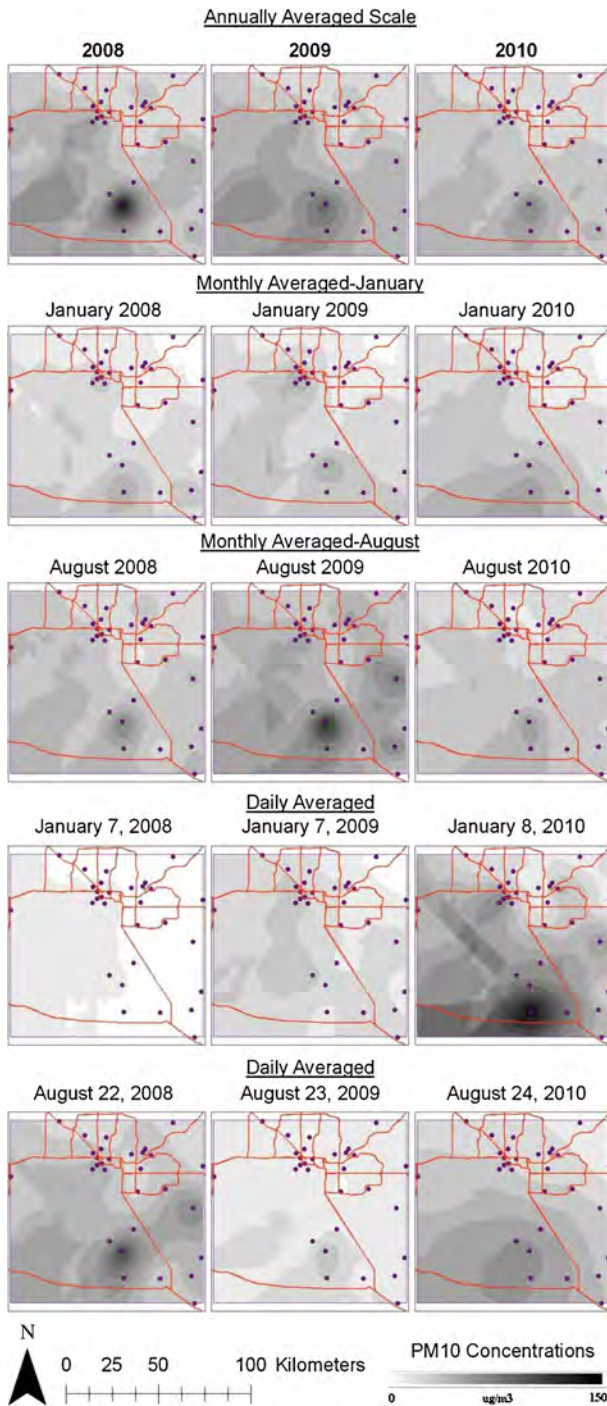 Annually Averaged Scale
2008 2009 2010
Monthly Averaged-January
January 2008 January 2009 January 2010
Monthly Averaged-August
August 2008 August 2009 August 2010
Daily Averaged
January 7, 2008 January 7, 2009 January 8, 2010
Daily Averaged
August 22, 2008 August 23, 2009 August 24, 2010
N
0 25 50 100 Kilometers
PM10 Concentrations
0 ug/m3 150